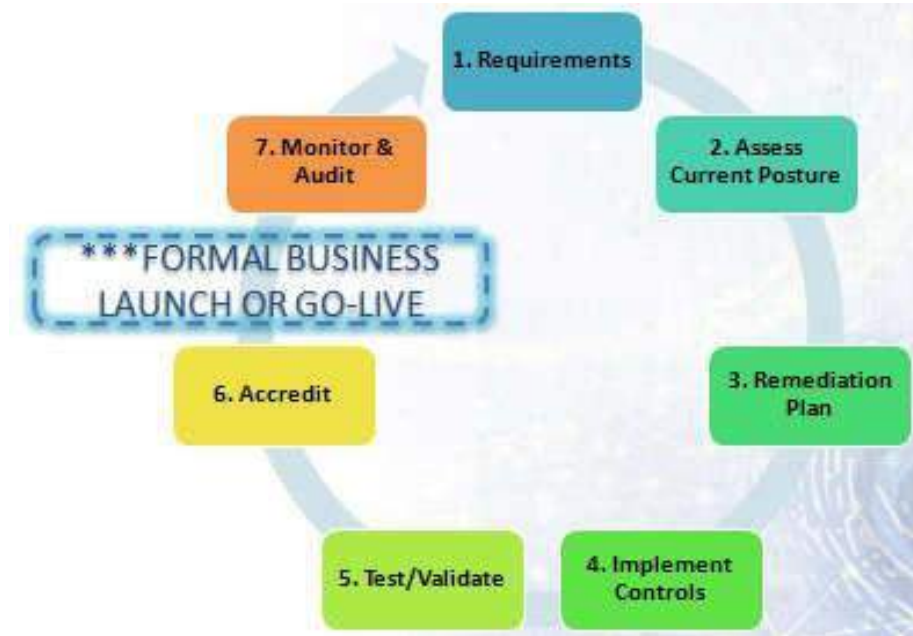 1. Requirements
2. Assess
Current Posture
3. Remediation
Plan
4. Implement
Controls
5. Test/Validate
6. Accredit
***FORMAL BUSINESS
LAUNCH OR GO-LIVE
7. Monitor &
Audit